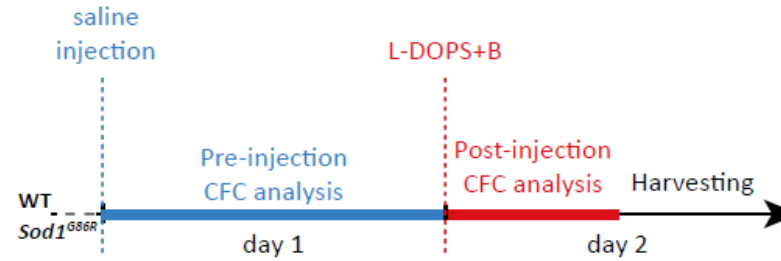 saline
injection
L-DOPS+B
Pre-injection
CFC analysis
Post-injection
CFC analysis
Harvesting
WT
Sod1G86R
day 1
day 2